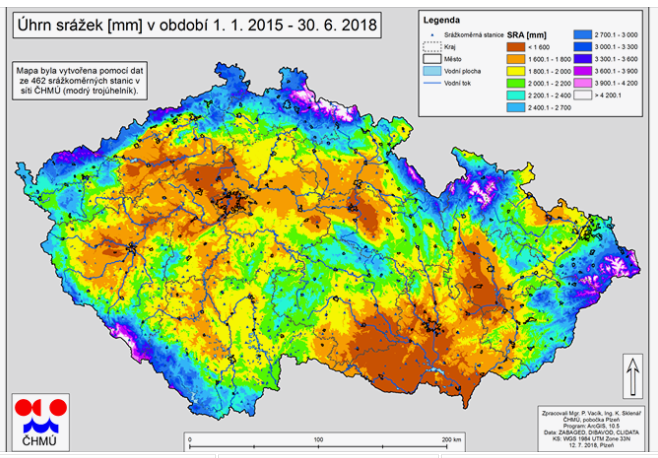 Úhrn srážek [mm] v období 1. 1. 2015 - 30. 6. 2018
Mapa byla vytvořena pomocí dat
ze 462 srážkoměrných stanic v
síti ČHMÚ (modrý trojúhelník).
Legenda
Srážkoměrná stanice
Kraj
Město
Vodní plocha
Vodní tok
SRA [mm]
< 1 600
1 600.1 - 1 800
1 800.1 - 2 000
2 000.1 - 2 200
2 200.1 - 2 400
2 400.1 - 2 700
2 700.1 - 3 000
3 000.1 - 3 300
3 300.1 - 3 600
3 600.1 - 3 900
3 900.1 - 4 200
> 4 200.1
ČHMÚ
0 100 200 km
Zpracovali Mgr. P. Vacík, Ing. K. Sklenář
ČHMÚ, pobočka Plzeň
Program: ArcGIS, 10.5
Data: ZABAGED, DIBAVOD, CLIDATA
KS: WGS 1984 UTM Zone 33N
12. 7. 2018, Plzeň